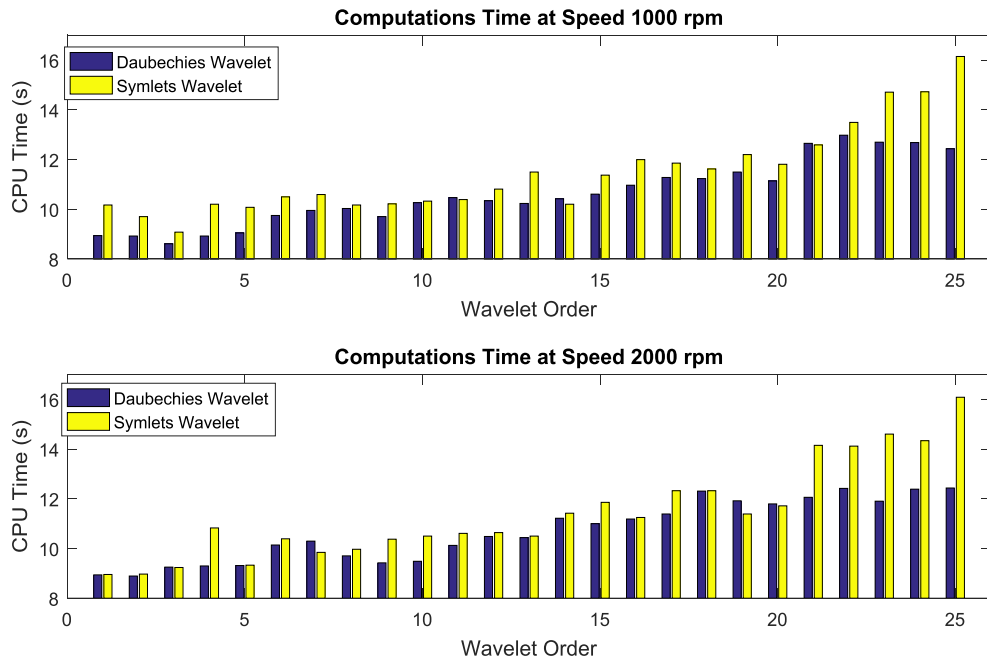 Computations Time at Speed 1000 rpm
CPU Time (s)
16
14
12
10
8
Daubechies Wavelet
Symlets Wavelet
0 5 10 15 20 25
Wavelet Order
Computations Time at Speed 2000 rpm
CPU Time (s)
16
14
12
10
8
Daubechies Wavelet
Symlets Wavelet
0 5 10 15 20 25
Wavelet Order